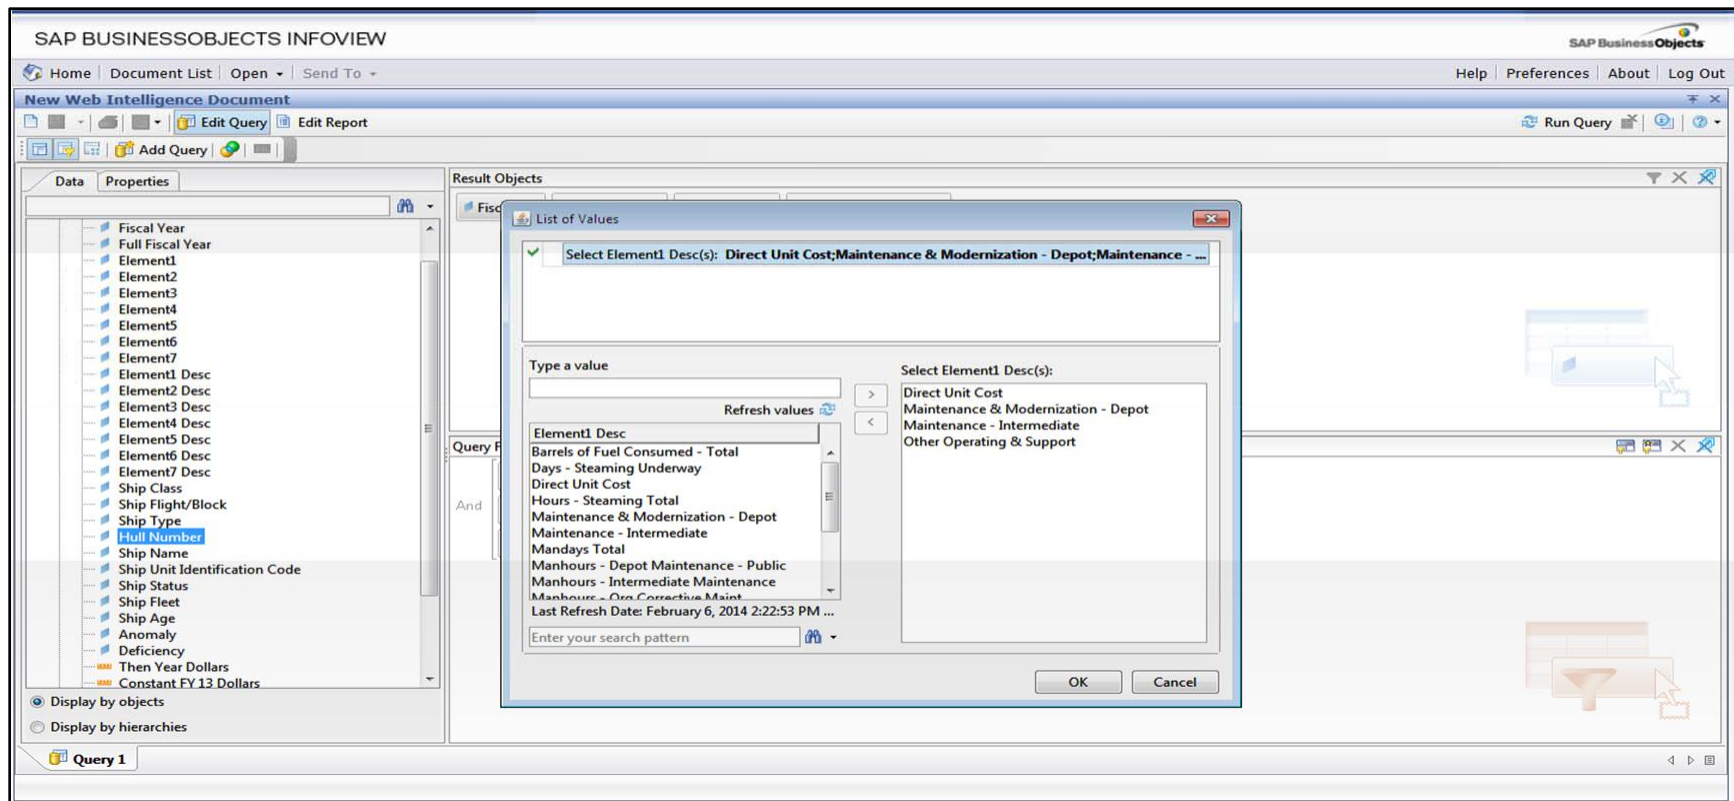 SAP BUSINESSOBJECTS INFOVIEW
SAP BusinessObjects
Home Document List Open Send To
Help Preferences About Log Out
New Web Intelligence Document
Edit Query Edit Report
Run Query
Add Query
Data Properties
Result Objects
Fiscal Year
Full Fiscal Year
Element1
Element2
Element3
Element4
Element5
Element6
Element7
Element1 Desc
Element2 Desc
Element3 Desc
Element4 Desc
Element5 Desc
Element6 Desc
Element7 Desc
Ship Class
Ship Flight/Block
Ship Type
Hull Number
Ship Name
Ship Unit Identification Code
Ship Status
Ship Fleet
Ship Age
Anomaly
Deficiency
Then Year Dollars
Constant FY 13 Dollars
Display by objects
Display by hierarchies
Query 1
Fisc
Query F
And
List of Values
Select Element1 Desc(s): Direct Unit Cost;Maintenance & Modernization - Depot;Maintenance - ...
Type a value
Refresh values
Element1 Desc
Barrels of Fuel Consumed - Total
Days - Steaming Underway
Direct Unit Cost
Hours - Steaming Total
Maintenance & Modernization - Depot
Maintenance - Intermediate
Mandays Total
Manhours - Depot Maintenance - Public
Manhours - Intermediate Maintenance
Manhours - Org Corrective Maint
Last Refresh Date: February 6, 2014 2:22:53 PM ...
Enter your search pattern
Select Element1 Desc(s):
Direct Unit Cost
Maintenance & Modernization - Depot
Maintenance - Intermediate
Other Operating & Support
OK Cancel